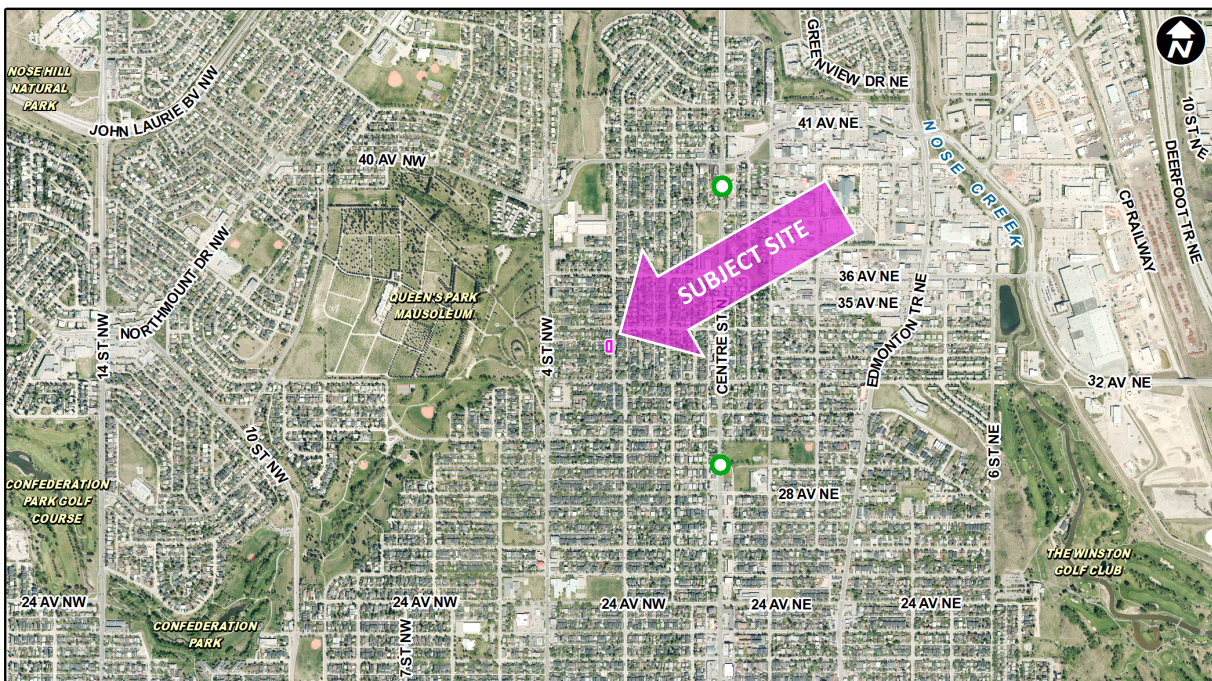 N
GREENVIEW DR NE
NOSE HILL
NATURAL
PARK
JOHN LAURIE BV NW
10 ST NE
41 AV NE
NOSE CREEK
DEERFOOT TR NE
40 AV NW
CP RAILWAY
NORTHMOUNT DR NW
SUBJECT SITE
36 AV NE
QUEEN'S PARK
MAUSOLEUM
35 AV NE
EDMONTON TR NE
14 ST NW
4 ST NW
CENTRE ST N
32 AV NE
10 ST NW
6 ST NE
CONFEDERATION
PARK GOLF
COURSE
28 AV NE
THE WINSTON
GOLF CLUB
24 AV NW
24 AV NW
24 AV NW
24 AV NE
24 AV NE
CONFEDERATION
PARK
7 ST NW